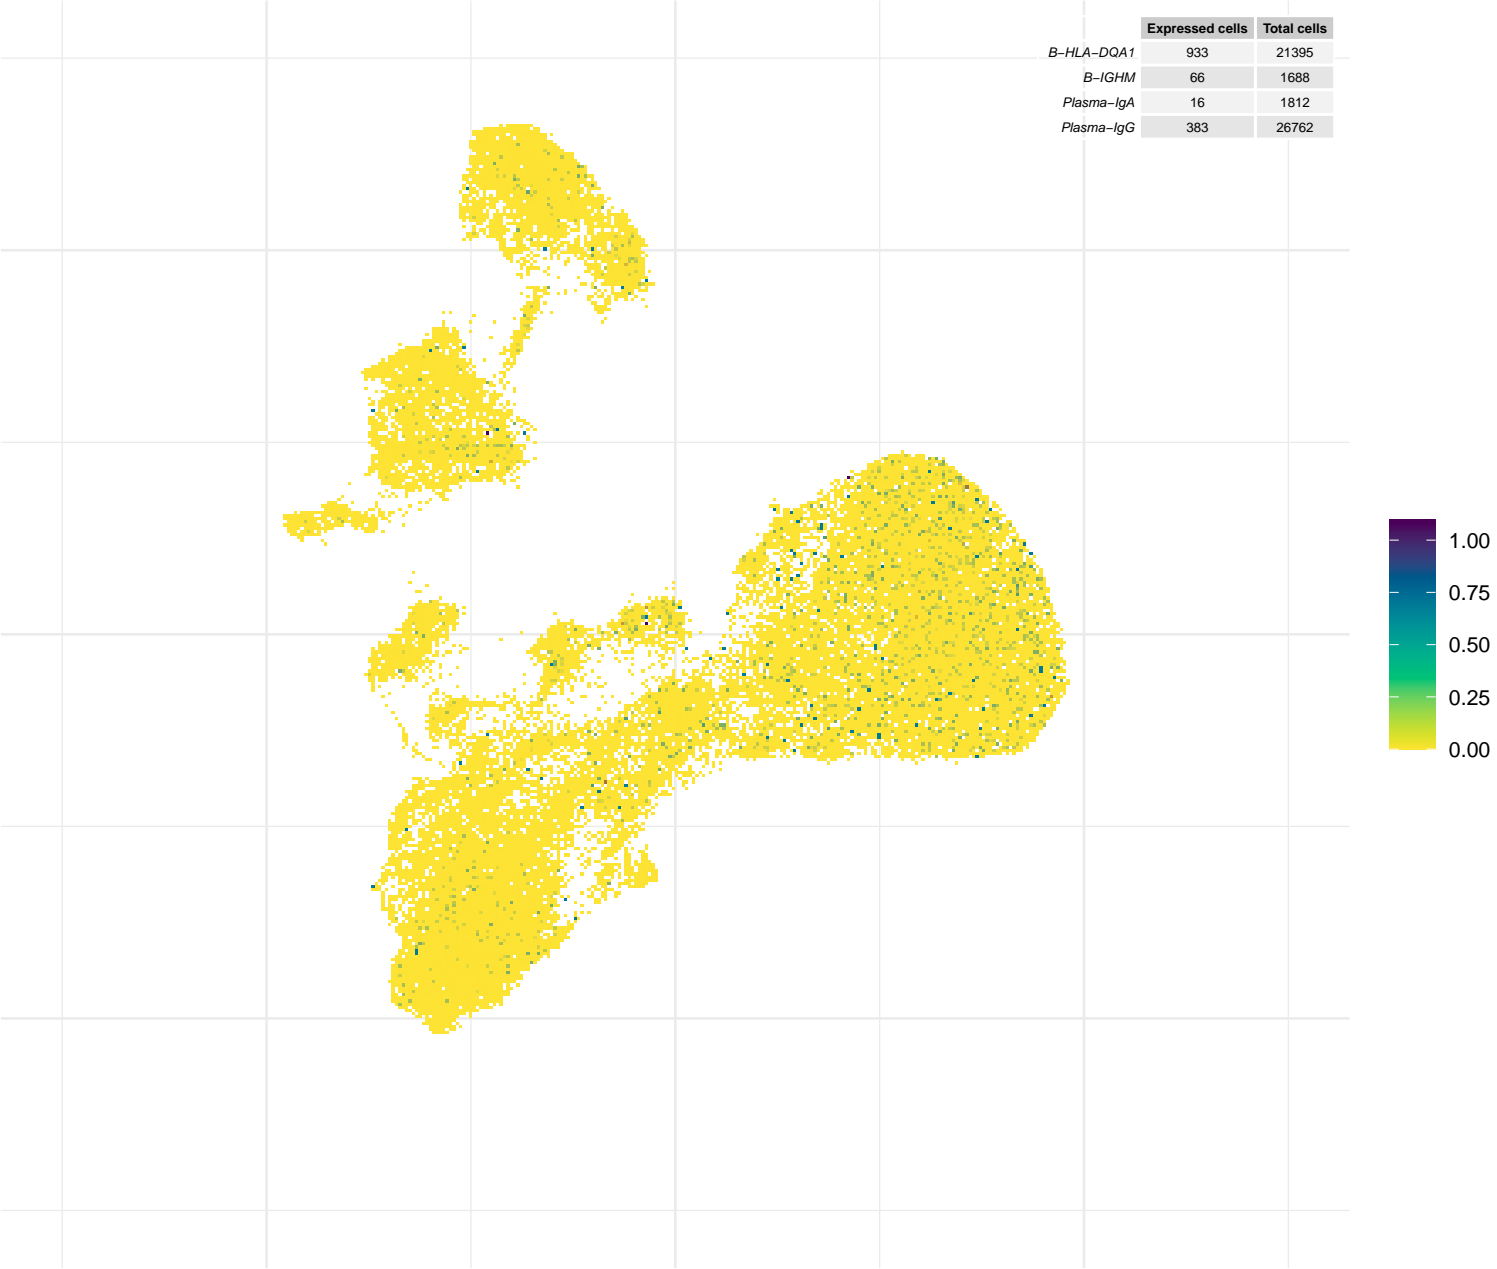 Expressed cells Total cells
B−HLA−DQA1 933 21395
B−IGHM 66 1688
Plasma−IgA 16 1812
Plasma−IgG 383 26762
1.00
0.75
0.50
0.25
0.00